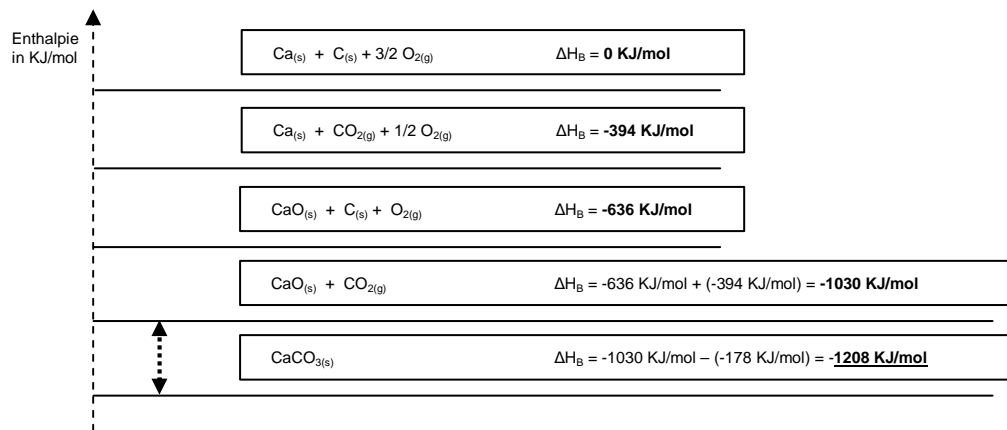 Enthalpie
in KJ/mol
Ca(s) + C(s) + 3/2 O2(g) ΔHB = 0 KJ/mol
Ca(s) + CO2(g) + 1/2 O2(g) ΔHB = -394 KJ/mol
CaO(s) + C(s) + O2(g) ΔHB = -636 KJ/mol
CaO(s) + CO2(g) ΔHB = -636 KJ/mol + (-394 KJ/mol) = -1030 KJ/mol
CaCO3(s) ΔHB = -1030 KJ/mol – (-178 KJ/mol) = -1208 KJ/mol